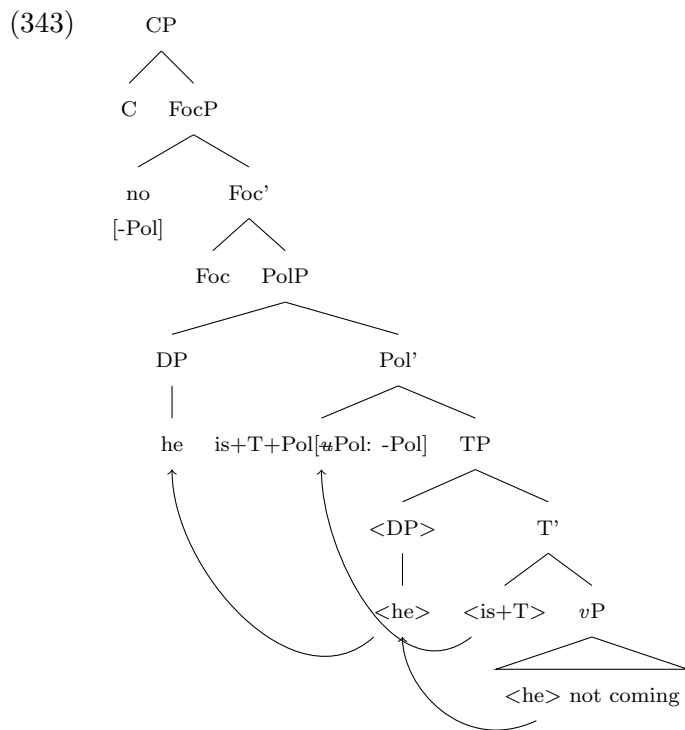 (343) CP
C FocP
no Foc'
[-Pol]
Foc PolP
DP Pol'
he is+T+Pol[uPol: -Pol] TP
<DP> T'
<he> <is+T> vP
<he> not coming